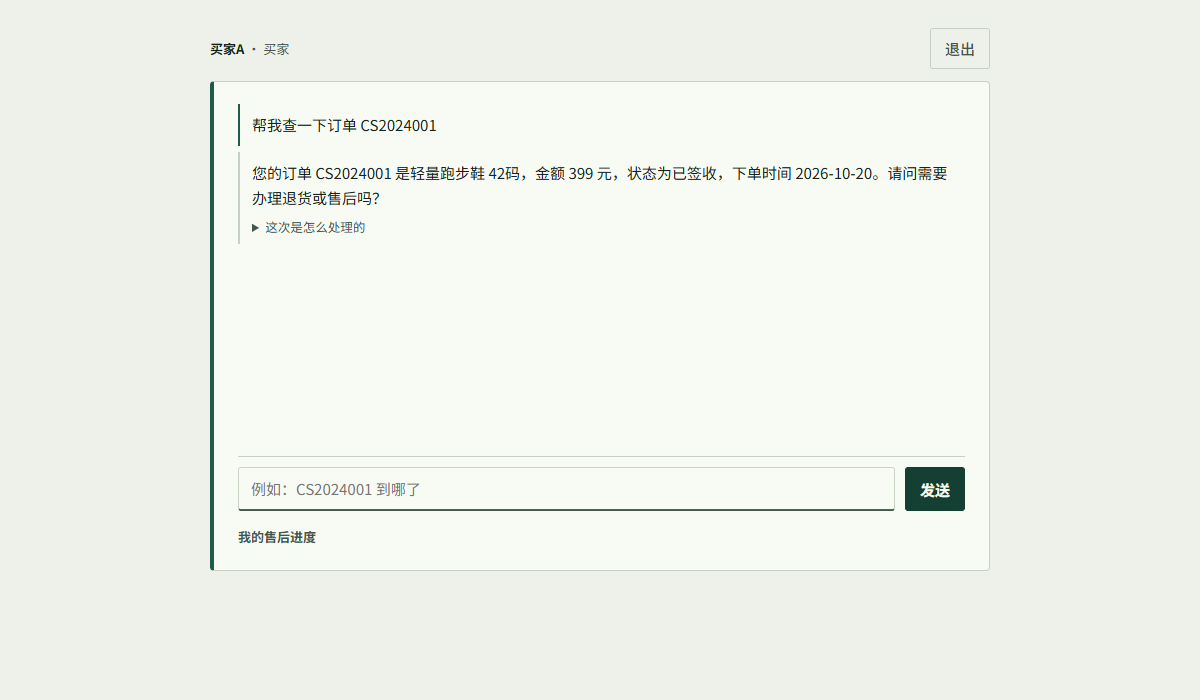 买家A · 买家
退出
帮我查一下订单 CS2024001
您的订单 CS2024001 是轻量跑步鞋 42码，金额 399 元，状态为已签收，下单时间 2026-10-20。请问需要
办理退货或售后吗？
▶ 这次是怎么处理的
例如：CS2024001 到哪了
发送
我的售后进度